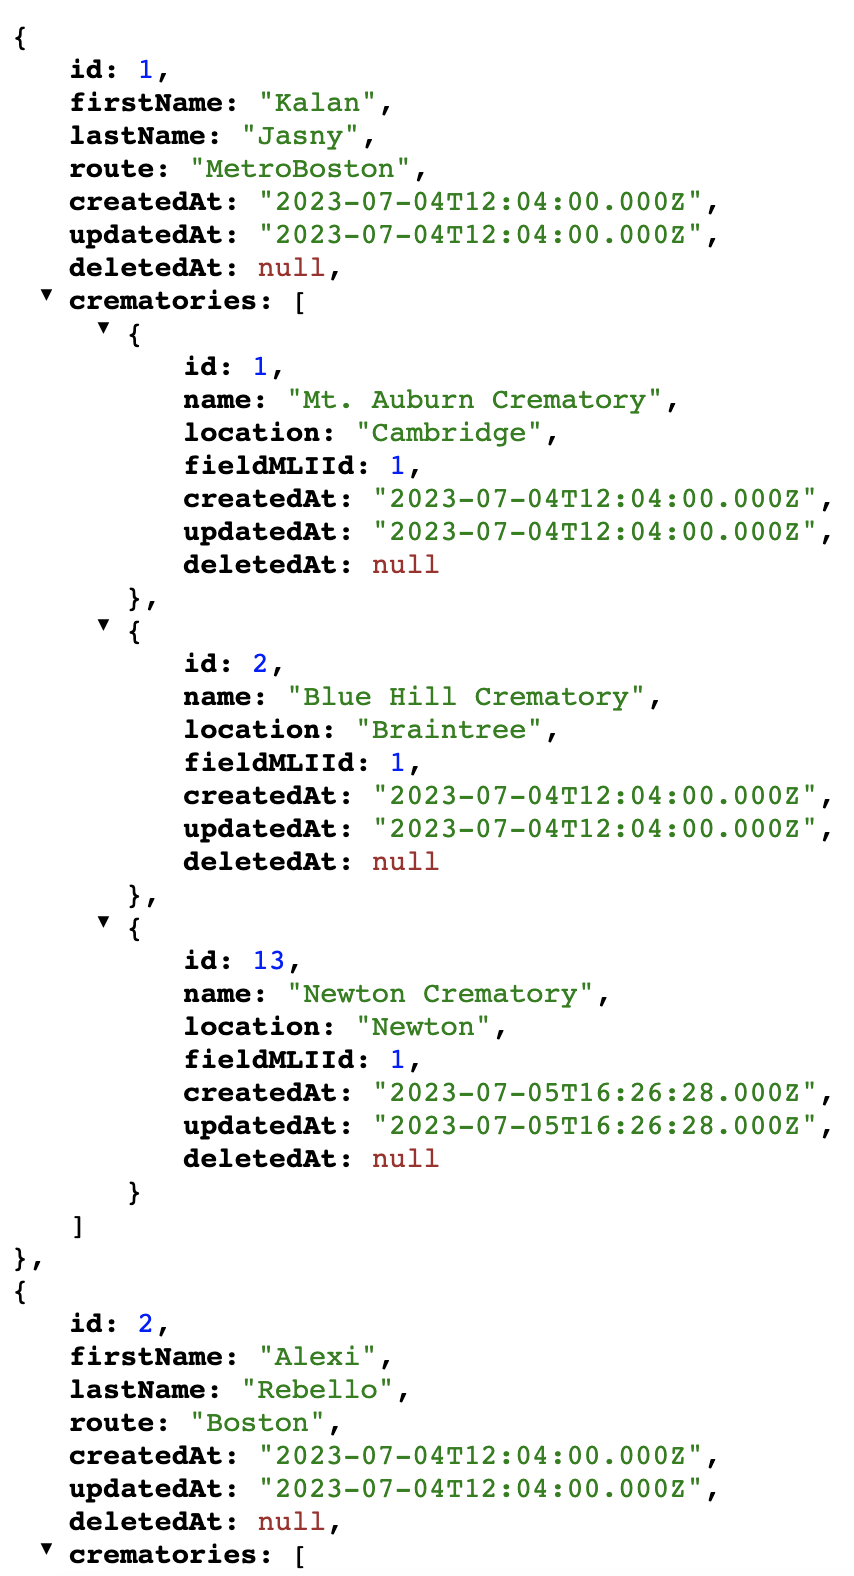 {
id: 1,
firstName: "Kalan",
lastName: "Jasny",
route: "MetroBoston",
createdAt: "2023-07-04T12:04:00.000Z",
updatedAt: "2023-07-04T12:04:00.000Z",
deletedAt: null,
▼ crematories: [
▼ {
id: 1,
name: "Mt. Auburn Crematory",
location: "Cambridge",
fieldMLIId: 1,
createdAt: "2023-07-04T12:04:00.000Z",
updatedAt: "2023-07-04T12:04:00.000Z",
deletedAt: null
},
▼ {
id: 2,
name: "Blue Hill Crematory",
location: "Braintree",
fieldMLIId: 1,
createdAt: "2023-07-04T12:04:00.000Z",
updatedAt: "2023-07-04T12:04:00.000Z",
deletedAt: null
},
▼ {
id: 13,
name: "Newton Crematory",
location: "Newton",
fieldMLIId: 1,
createdAt: "2023-07-05T16:26:28.000Z",
updatedAt: "2023-07-05T16:26:28.000Z",
deletedAt: null
}
]
},
{
id: 2,
firstName: "Alexi",
lastName: "Rebello",
route: "Boston",
createdAt: "2023-07-04T12:04:00.000Z",
updatedAt: "2023-07-04T12:04:00.000Z",
deletedAt: null,
▼ crematories: [